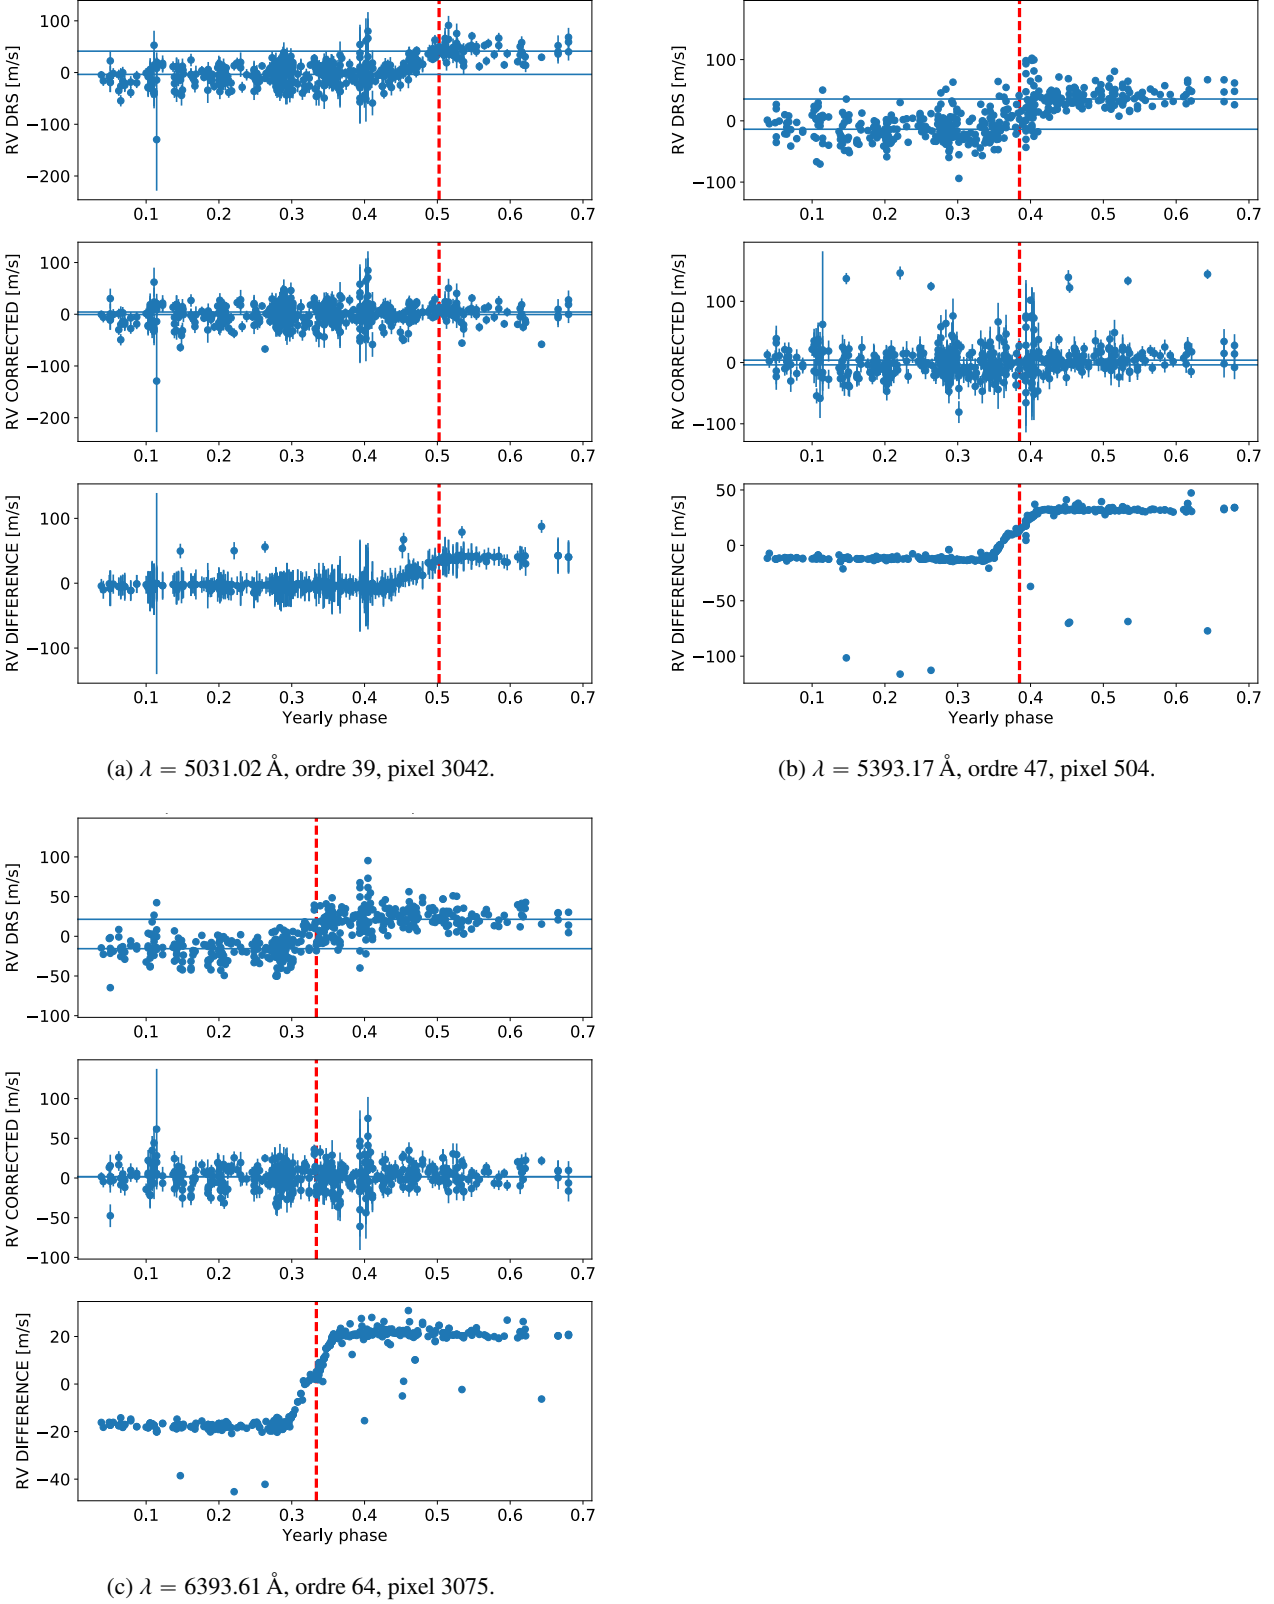 100
0
−100
−200
RV DRS [m/s]
0.1 0.2 0.3 0.4 0.5 0.6 0.7
100
0
−100
−200
RV CORRECTED [m/s]
0.1 0.2 0.3 0.4 0.5 0.6 0.7
100
0
−100
RV DIFFERENCE [m/s]
0.1 0.2 0.3 0.4 0.5 0.6 0.7
Yearly phase
(a) λ = 5031.02 Å, ordre 39, pixel 3042.
100
0
−100
RV DRS [m/s]
0.1 0.2 0.3 0.4 0.5 0.6 0.7
100
0
−100
RV CORRECTED [m/s]
0.1 0.2 0.3 0.4 0.5 0.6 0.7
50
0
−50
−100
RV DIFFERENCE [m/s]
0.1 0.2 0.3 0.4 0.5 0.6 0.7
Yearly phase
(b) λ = 5393.17 Å, ordre 47, pixel 504.
100
50
0
−50
−100
RV DRS [m/s]
0.1 0.2 0.3 0.4 0.5 0.6 0.7
100
50
0
−50
−100
RV CORRECTED [m/s]
0.1 0.2 0.3 0.4 0.5 0.6 0.7
20
0
−20
−40
RV DIFFERENCE [m/s]
0.1 0.2 0.3 0.4 0.5 0.6 0.7
Yearly phase
(c) λ = 6393.61 Å, ordre 64, pixel 3075.